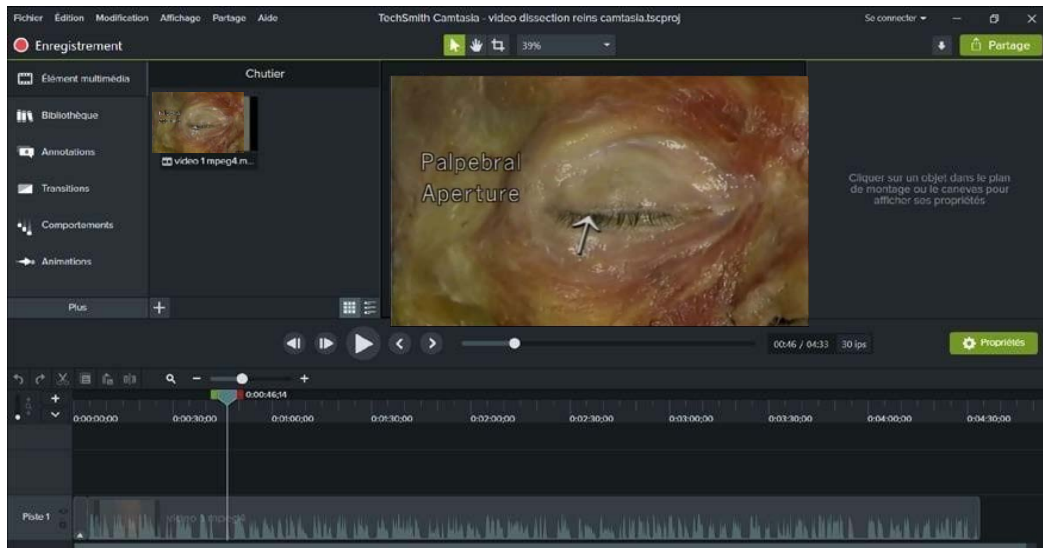 Fichier Édition Modification Affichage Partage Aide TechSmith Camtasia - video dissection reins camtasia.tscproj Se connecter
Enregistrement 39% Partage
Élément multimédia
Chutier
Bibliothèque
Annotations
video 1 mpeg4.m...
Transitions
Comportements
Animations
Plus
Palpebral
Aperture
Cliquer sur un objet dans le plan
de montage ou le canevas pour
afficher ses propriétés
00:46 / 04:33 30 ips Propriétés
0:00:46;14
0:00:00;00 0:00:30;00 0:01:00;00 0:01:30;00 0:02:00;00 0:02:30;00 0:03:00;00 0:03:30;00 0:04:00;00 0:04:30;00
Piste 1 video 1 mpeg4